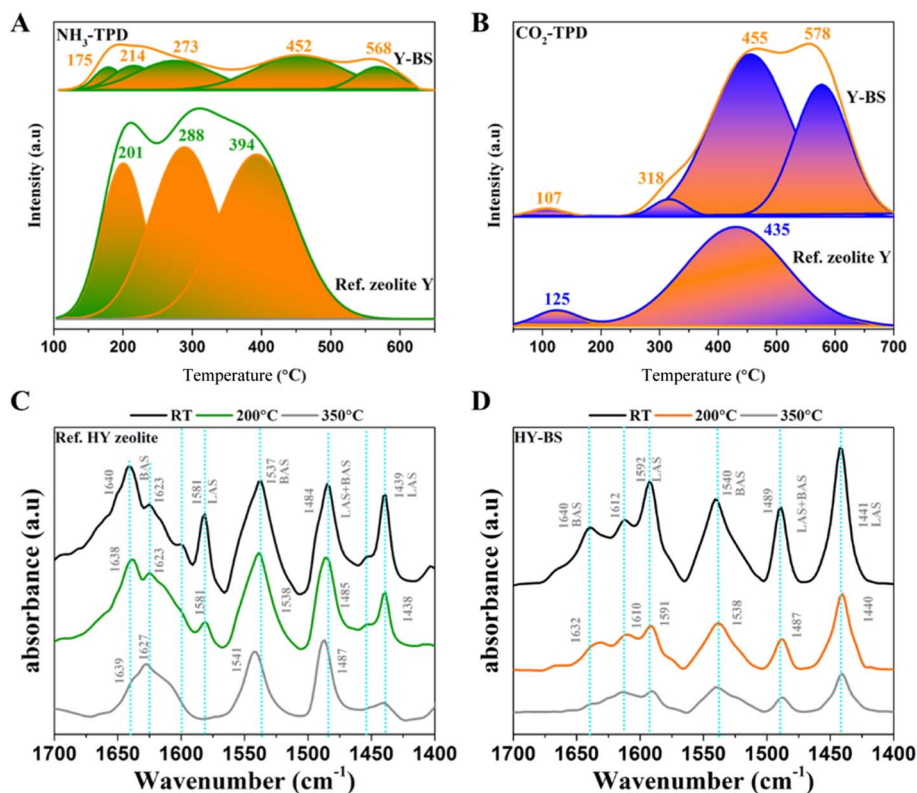 A
NH3-TPD
175
214
273
452
568
Y-BS
201
288
394
Ref. zeolite Y
Intensity (a.u)
100
200
300
400
500
600
Temperature (°C)
B
CO2-TPD
455
578
Y-BS
318
107
435
Ref. zeolite Y
125
Intensity (a.u)
100
200
300
400
500
600
700
Temperature (°C)
C
RT
200°C
350°C
Ref. HY zeolite
1640
BAS
1623
1581
LAS
1537
BAS
1484
LAS+BAS
1439
LAS
1638
1623
1581
1538
1485
1438
1639
1627
1541
1487
absorbance (a.u)
1700
1650
1600
1550
1500
1450
1400
Wavenumber (cm-1)
D
RT
200°C
350°C
HY-BS
1640
BAS
1612
1592
LAS
1540
BAS
1489
LAS+BAS
1441
LAS
1632
1610
1591
1538
1487
1440
absorbance (a.u)
1700
1650
1600
1550
1500
1450
1400
Wavenumber (cm-1)